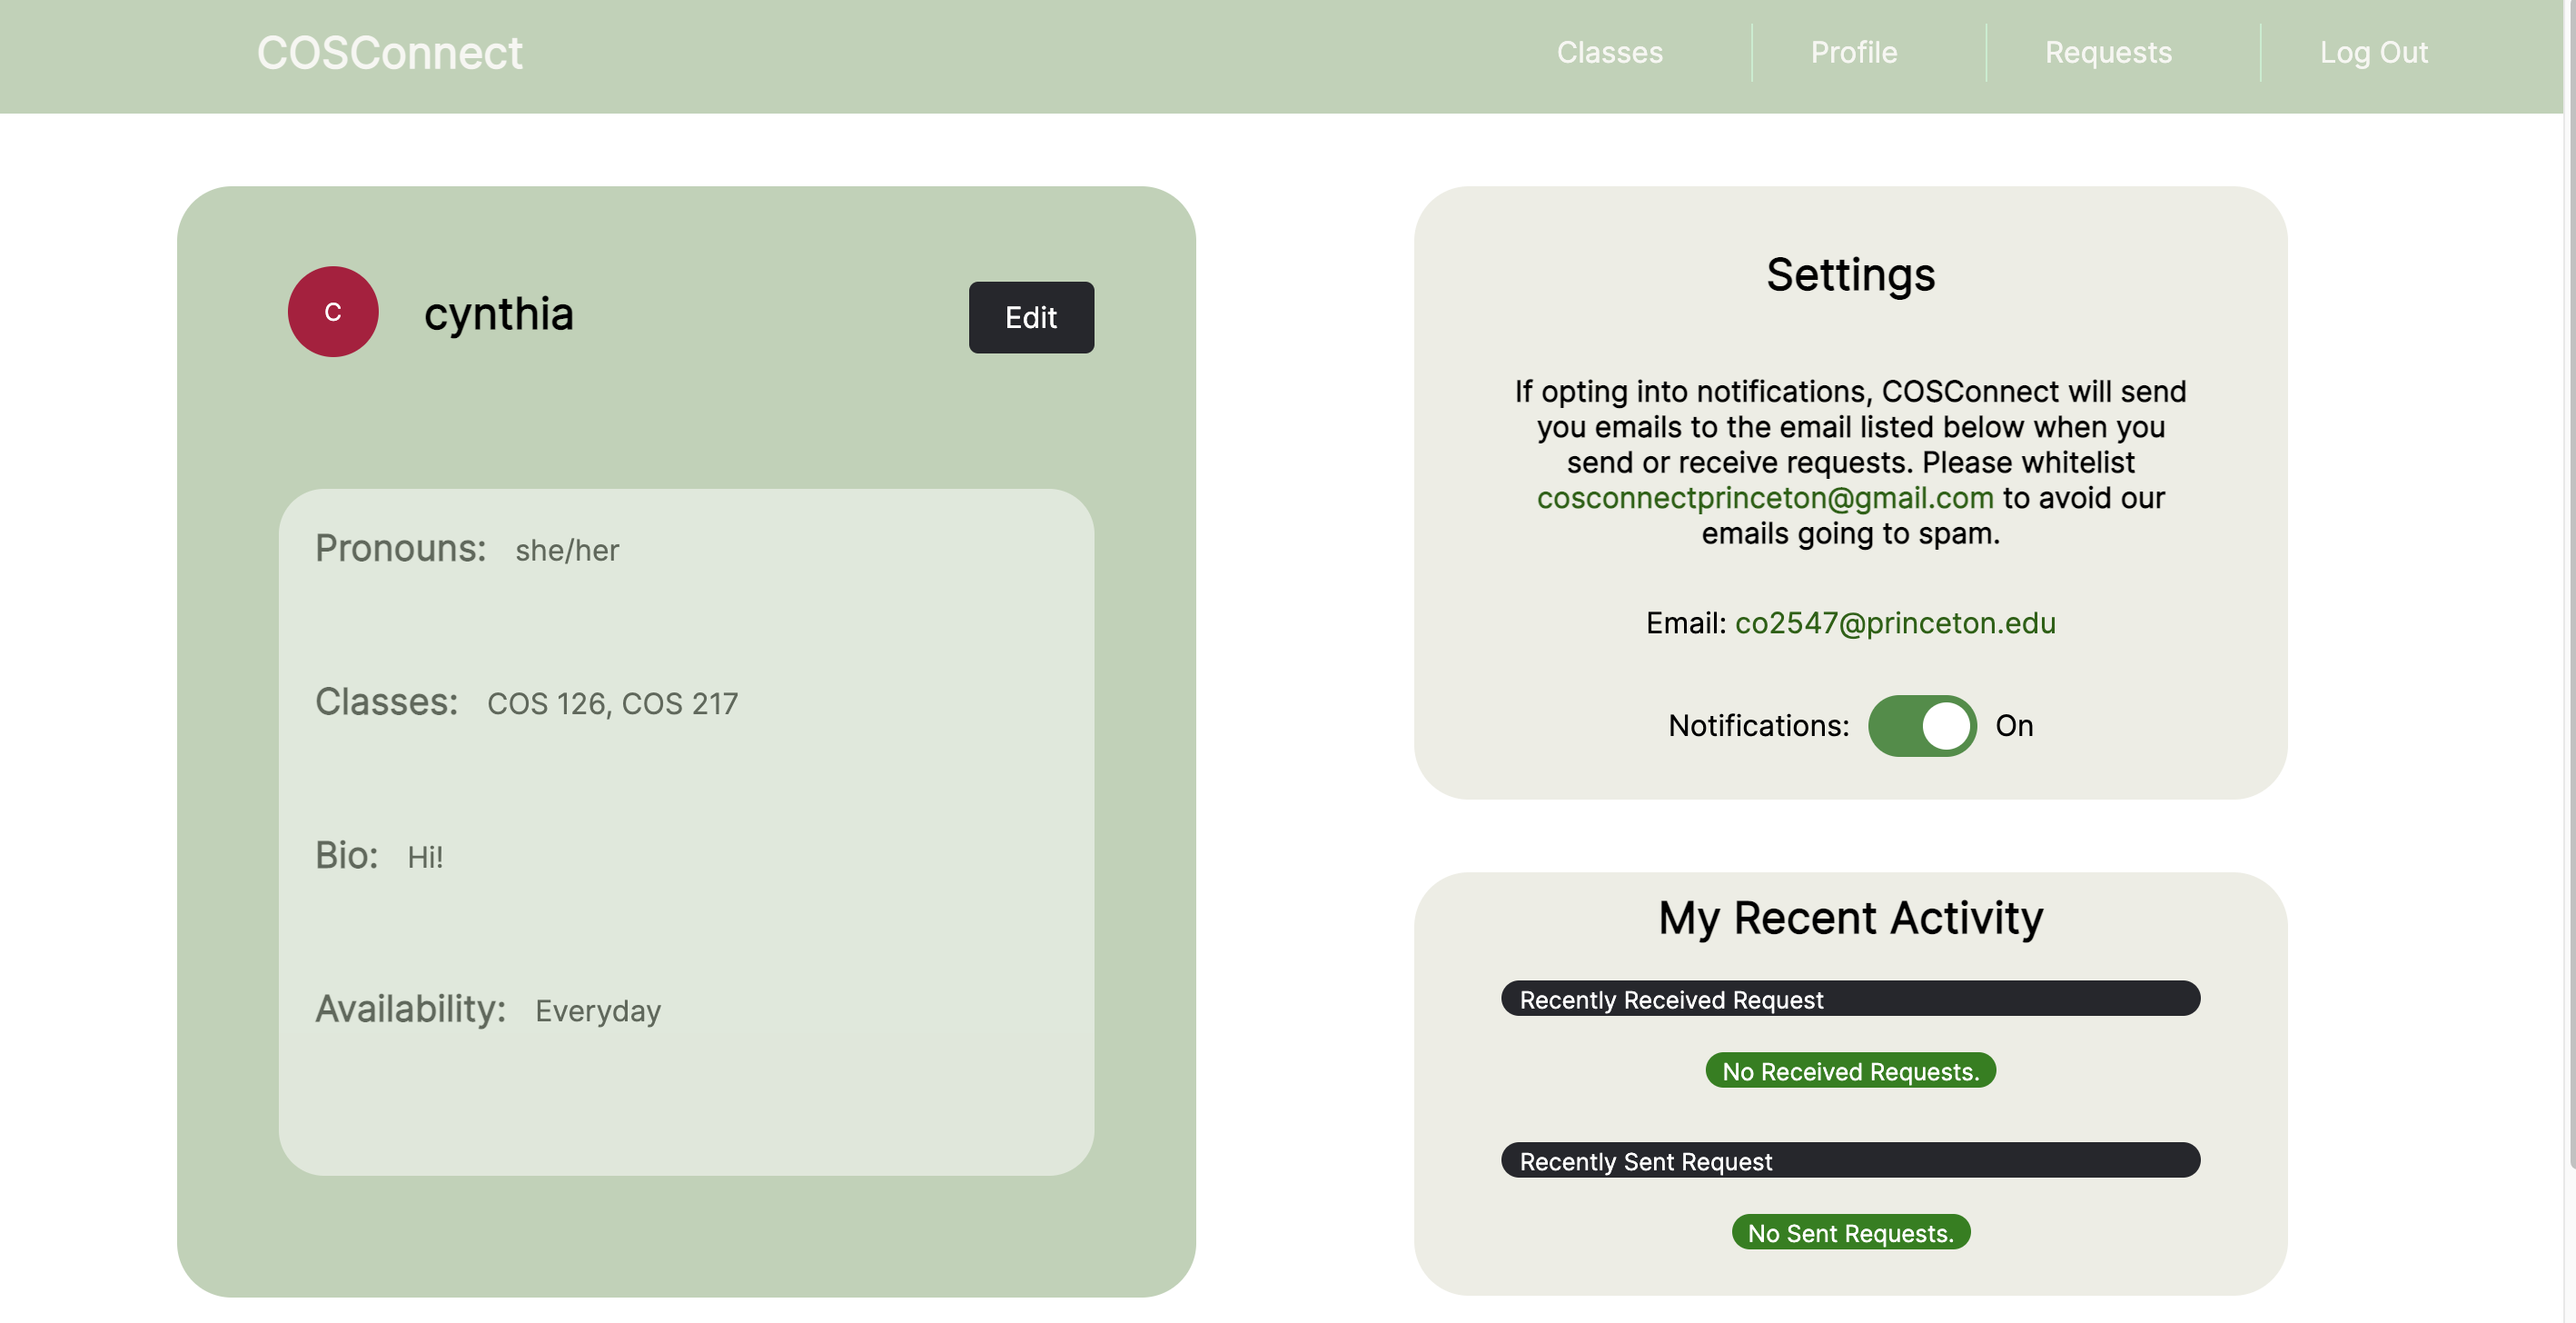 COSConnect
Classes
Profile
Requests
Log Out
C
cynthia
Edit
Pronouns: she/her
Classes: COS 126, COS 217
Bio: Hi!
Availability: Everyday
Settings
If opting into notifications, COSConnect will send
you emails to the email listed below when you
send or receive requests. Please whitelist
cosconnectprinceton@gmail.com to avoid our
emails going to spam.
Email: co2547@princeton.edu
Notifications: On
My Recent Activity
Recently Received Request
No Received Requests.
Recently Sent Request
No Sent Requests.